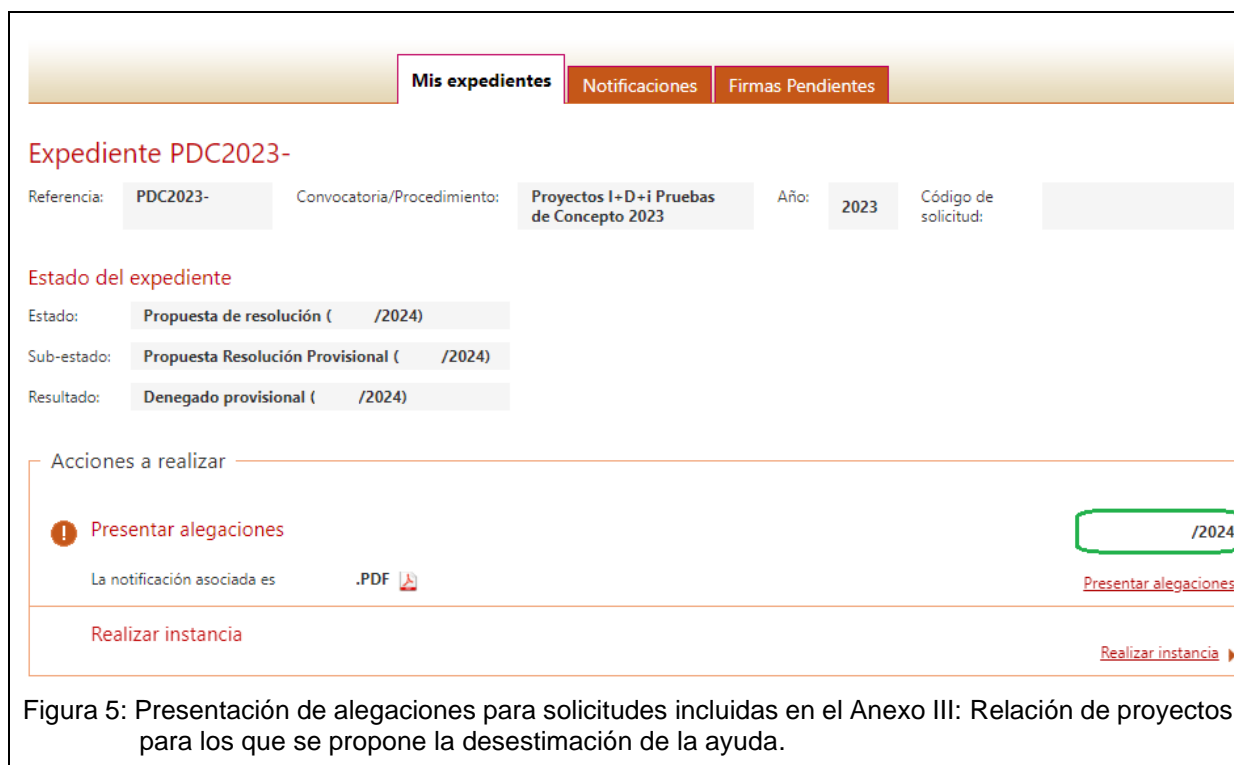 Mis expedientes Notificaciones Firmas Pendientes
Expediente PDC2023-
Referencia: PDC2023- Convocatoria/Procedimiento: Proyectos I+D+i Pruebas de Concepto 2023 Año: 2023 Código de solicitud:
Estado del expediente
Estado: Propuesta de resolución ( /2024)
Sub-estado: Propuesta Resolución Provisional ( /2024)
Resultado: Denegado provisional ( /2024)
Acciones a realizar
Presentar alegaciones /2024
La notificación asociada es .PDF Presentar alegaciones
Realizar instancia
Realizar instancia
Figura 5: Presentación de alegaciones para solicitudes incluidas en el Anexo III: Relación de proyectos
para los que se propone la desestimación de la ayuda.